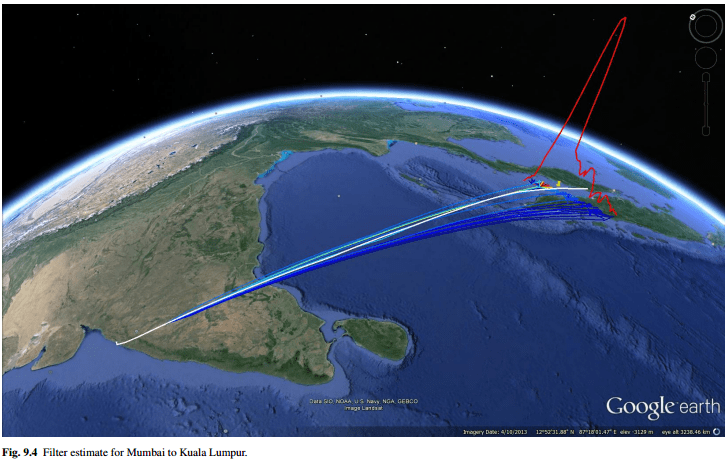 Data SIO, NOAA, U.S. Navy, NGA, GEBCO
Image Landsat
Google earth
Imagery Date: 4/10/2013 12°52'31.88" N 87°18'01.47" E elev -3129 m eye alt 3238.46 km
Fig. 9.4 Filter estimate for Mumbai to Kuala Lumpur.